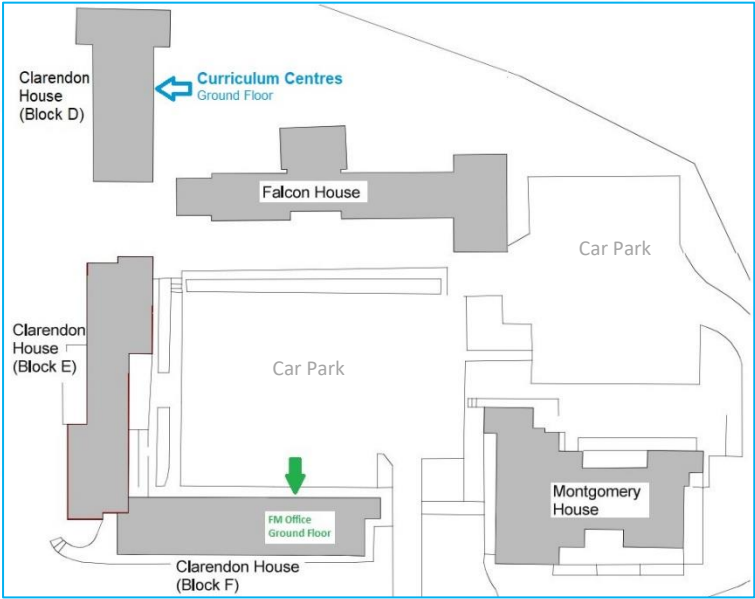 Clarendon
House
(Block D)
Curriculum Centres
Ground Floor
Falcon House
Car Park
Clarendon
House
(Block E)
Car Park
FM Office
Ground Floor
Montgomery
House
Clarendon House
(Block F)